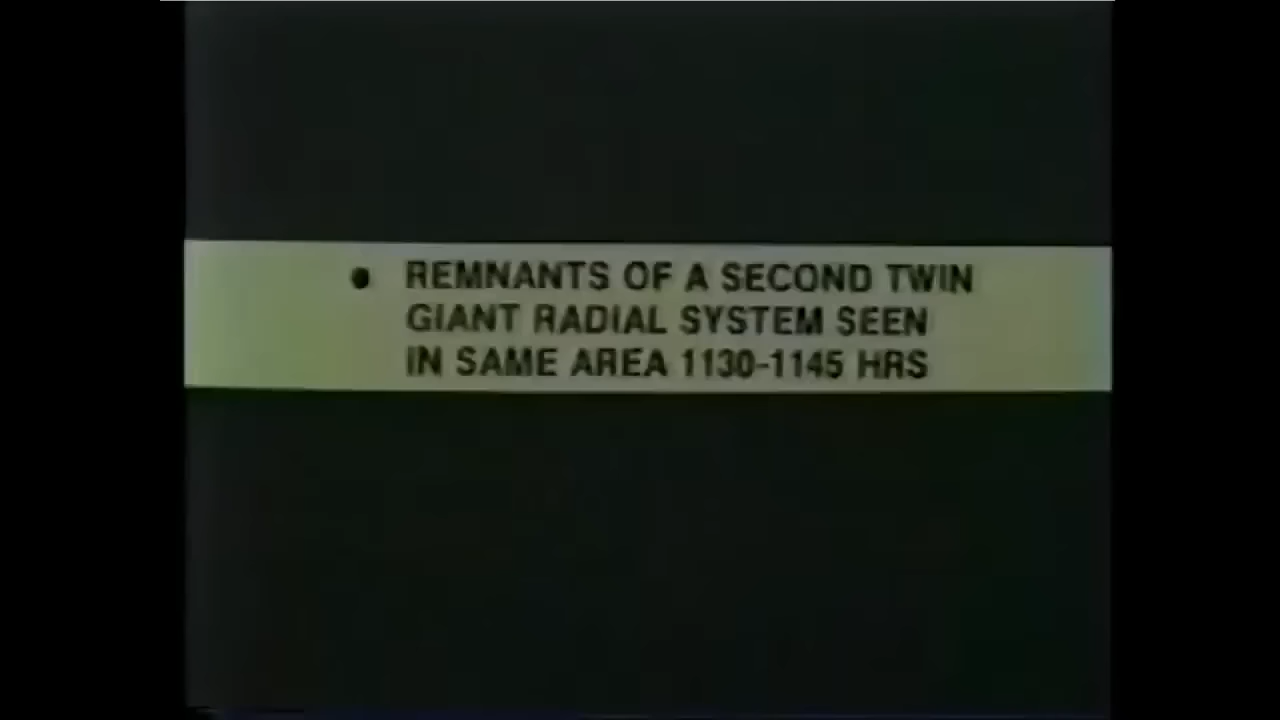 ● REMNANTS OF A SECOND TWIN
GIANT RADIAL SYSTEM SEEN
IN SAME AREA 1130-1145 HRS